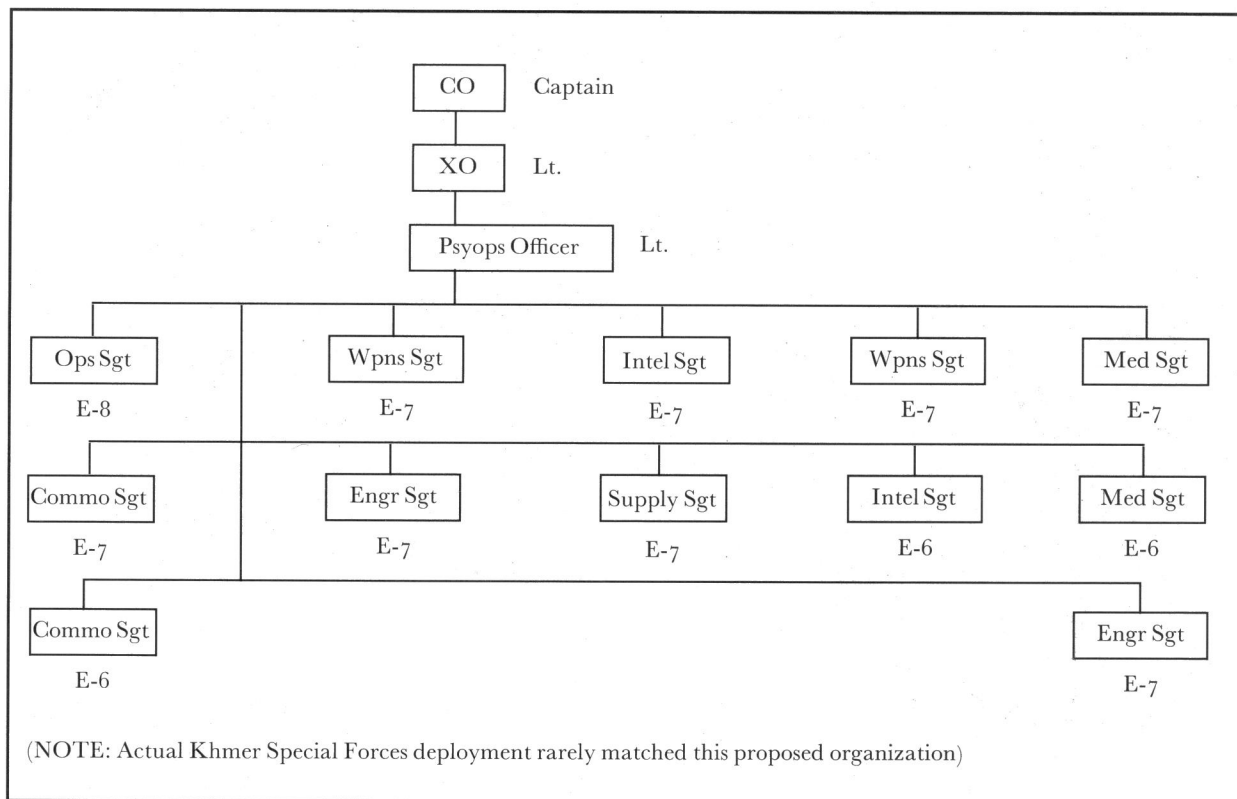 CO Captain
XO Lt.
Psyops Officer Lt.
Ops Sgt Wpns Sgt Intel Sgt Wpns Sgt Med Sgt
E-8 E-7 E-7 E-7 E-7
Commo Sgt Engr Sgt Supply Sgt Intel Sgt Med Sgt
E-7 E-7 E-7 E-6 E-6
Commo Sgt Engr Sgt
E-6 E-7
(NOTE: Actual Khmer Special Forces deployment rarely matched this proposed organization)